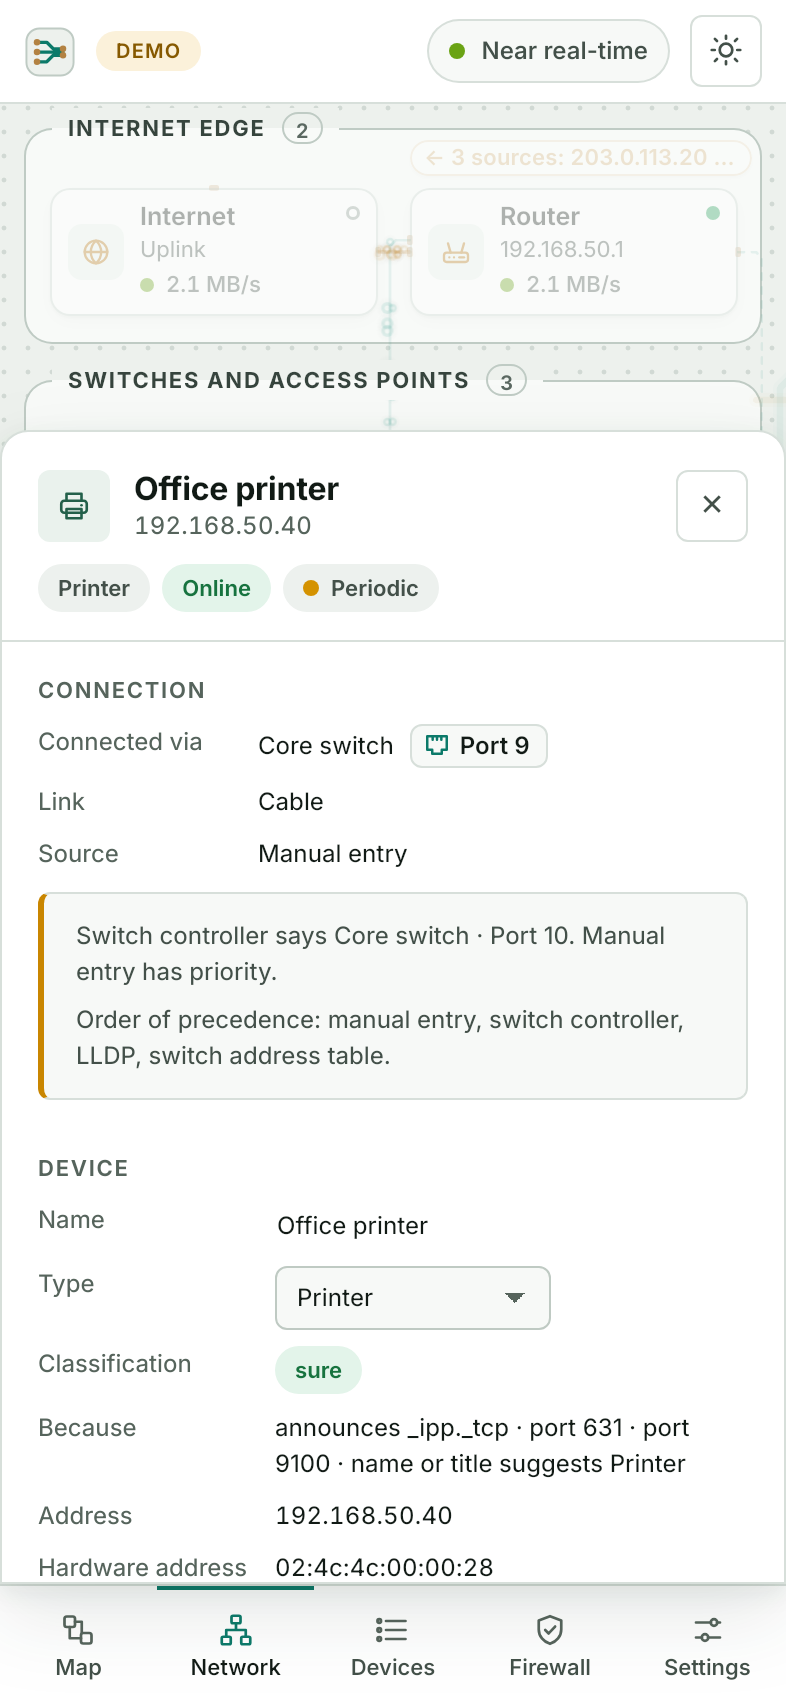 DEMO
Near real-time
INTERNET EDGE 2
← 3 sources: 203.0.113.20 ...
Internet
Uplink
2.1 MB/s
Router
192.168.50.1
2.1 MB/s
SWITCHES AND ACCESS POINTS 3
Office printer
192.168.50.40
Printer Online Periodic
CONNECTION
Connected via Core switch Port 9
Link Cable
Source Manual entry
Switch controller says Core switch · Port 10. Manual
entry has priority.
Order of precedence: manual entry, switch controller,
LLDP, switch address table.
DEVICE
Name Office printer
Type Printer
Classification sure
Because announces _ipp._tcp · port 631 · port
9100 · name or title suggests Printer
Address 192.168.50.40
Hardware address 02:4c:4c:00:00:28
Map Network Devices Firewall Settings